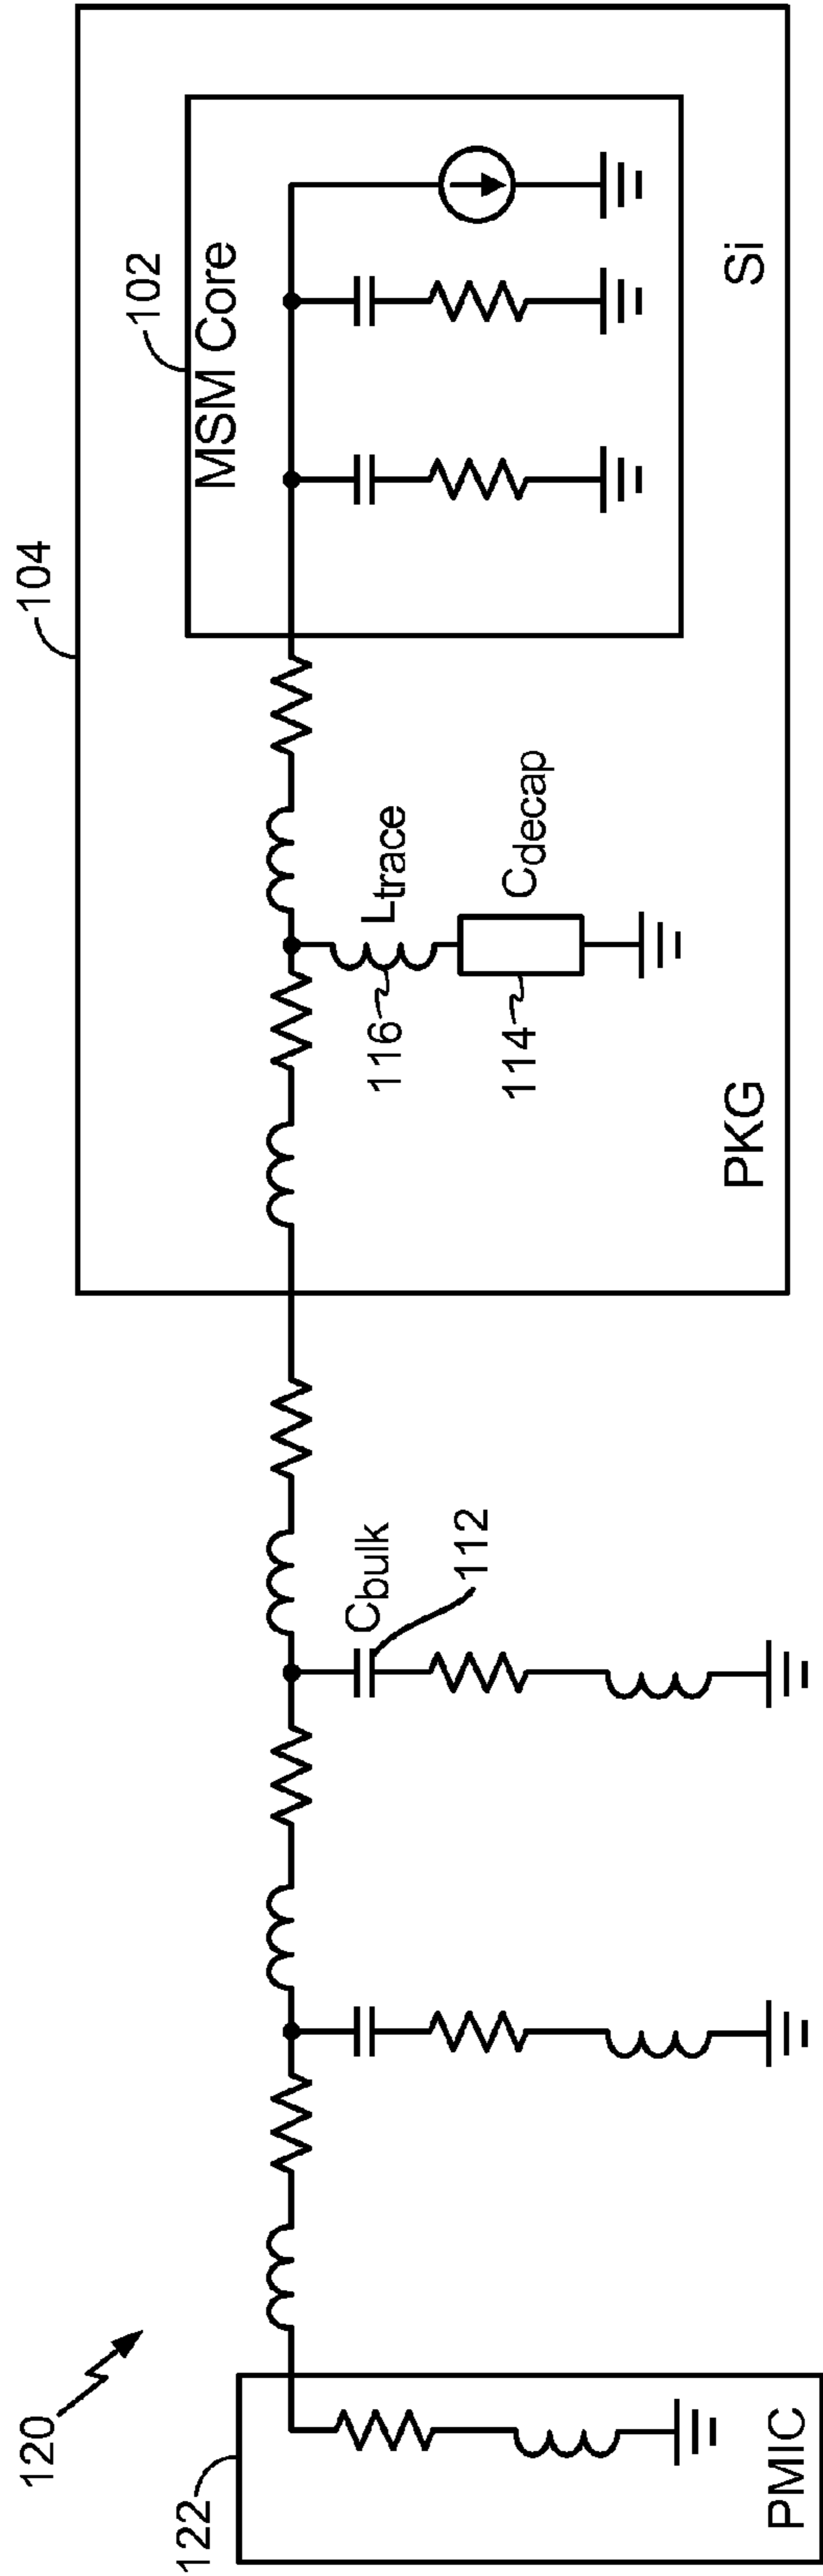 120
122
PMIC
Cbulk
112
104
PKG
116
Ltrace
114
Cdecap
102
MSM Core
Si